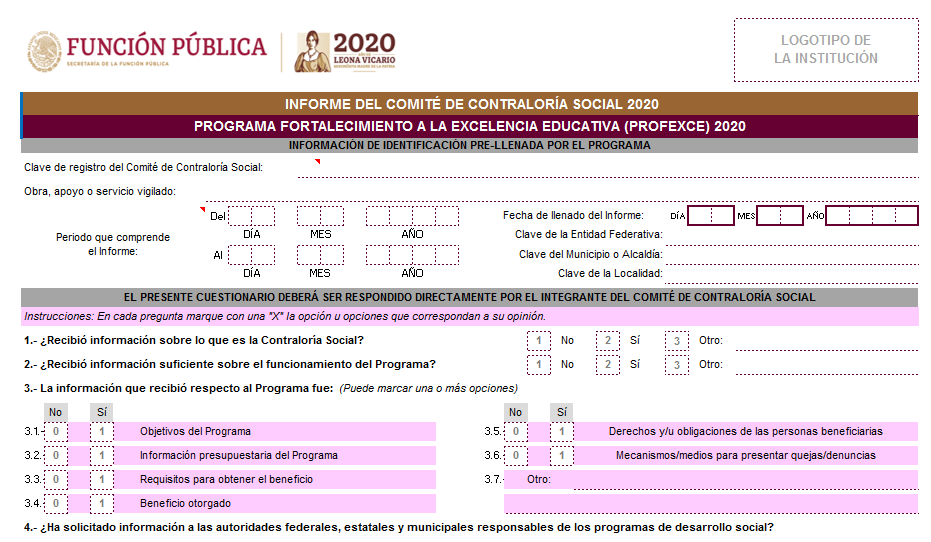 FUNCIÓN PÚBLICA
SECRETARÍA DE LA FUNCIÓN PÚBLICA
2020
AÑO DE
LEONA VICARIO
BENEMÉRITA MADRE DE LA PATRIA
LOGOTIPO DE
LA INSTITUCIÓN
INFORME DEL COMITÉ DE CONTRALORÍA SOCIAL 2020
PROGRAMA FORTALECIMIENTO A LA EXCELENCIA EDUCATIVA (PROFEXCE) 2020
INFORMACIÓN DE IDENTIFICACIÓN PRE-LLENADA POR EL PROGRAMA
Clave de registro del Comité de Contraloría Social:
Obra, apoyo o servicio vigilado:
Periodo que comprende
el Informe:
Del
DÍA MES AÑO
Al
DÍA MES AÑO
Fecha de llenado del Informe: DÍA MES AÑO
Clave de la Entidad Federativa:
Clave del Municipio o Alcaldía:
Clave de la Localidad:
EL PRESENTE CUESTIONARIO DEBERÁ SER RESPONDIDO DIRECTAMENTE POR EL INTEGRANTE DEL COMITÉ DE CONTRALORÍA SOCIAL
Instrucciones: En cada pregunta marque con una "X" la opción u opciones que correspondan a su opinión.
1.- ¿Recibió información sobre lo que es la Contraloría Social? 1 No 2 Sí 3 Otro:
2.- ¿Recibió información suficiente sobre el funcionamiento del Programa? 1 No 2 Sí 3 Otro:
3.- La información que recibió respecto al Programa fue: (Puede marcar una o más opciones)
No Sí
3.1.- 0 1 Objetivos del Programa
3.2. 0 1 Información presupuestaria del Programa
3.3. 0 1 Requisitos para obtener el beneficio
3.4. 0 1 Beneficio otorgado
No Sí
3.5. 0 1 Derechos y/u obligaciones de las personas beneficiarias
3.6. 0 1 Mecanismos/medios para presentar quejas/denuncias
3.7. Otro:
4.- ¿Ha solicitado información a las autoridades federales, estatales y municipales responsables de los programas de desarrollo social?